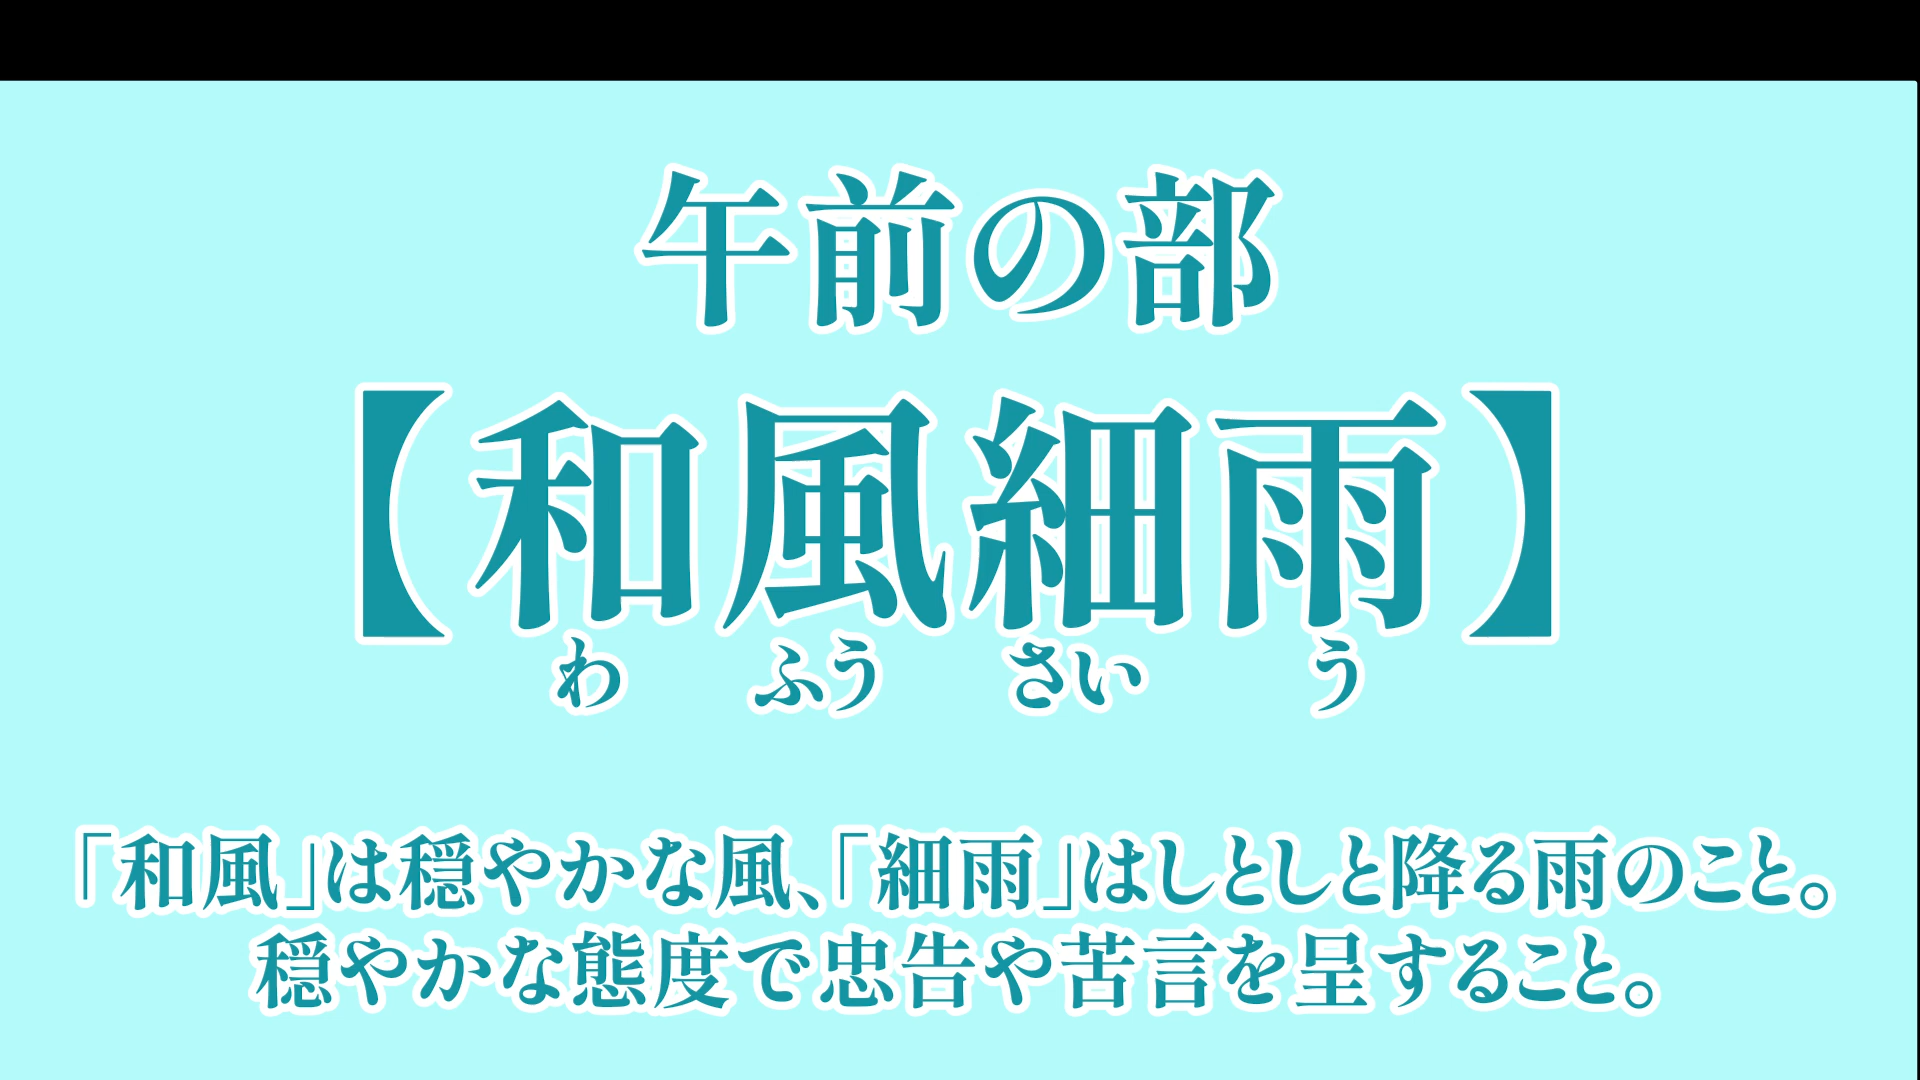 午前の部
【和風細雨】
わ ふう さい う
「和風」は穏やかな風、「細雨」はしとしと降る雨のこと。
穏やかな態度で忠告や苦言を呈すること。